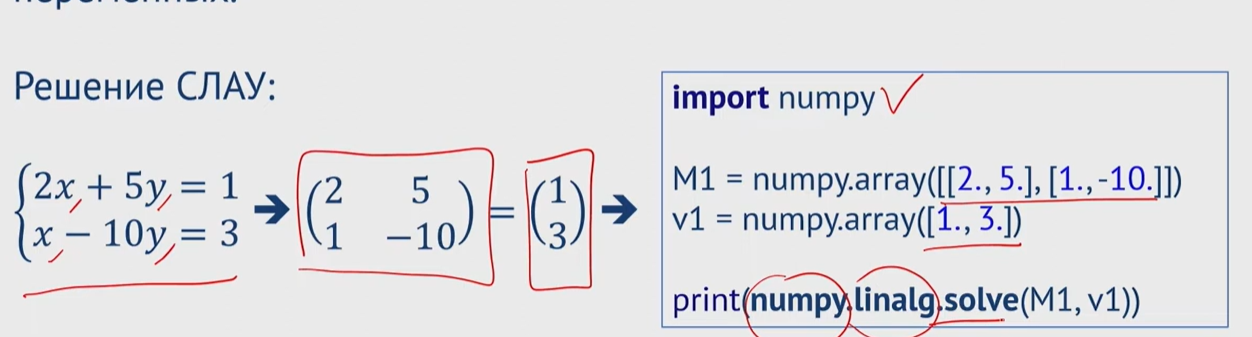 Решение СЛАУ:
{2x + 5y = 1
x − 10y = 3
➔
(2 5
1 −10)
=
(1
3)
➔
import numpy
M1 = numpy.array([[2., 5.], [1., -10.]])
v1 = numpy.array([1., 3.])
print(numpy.linalg.solve(M1, v1))